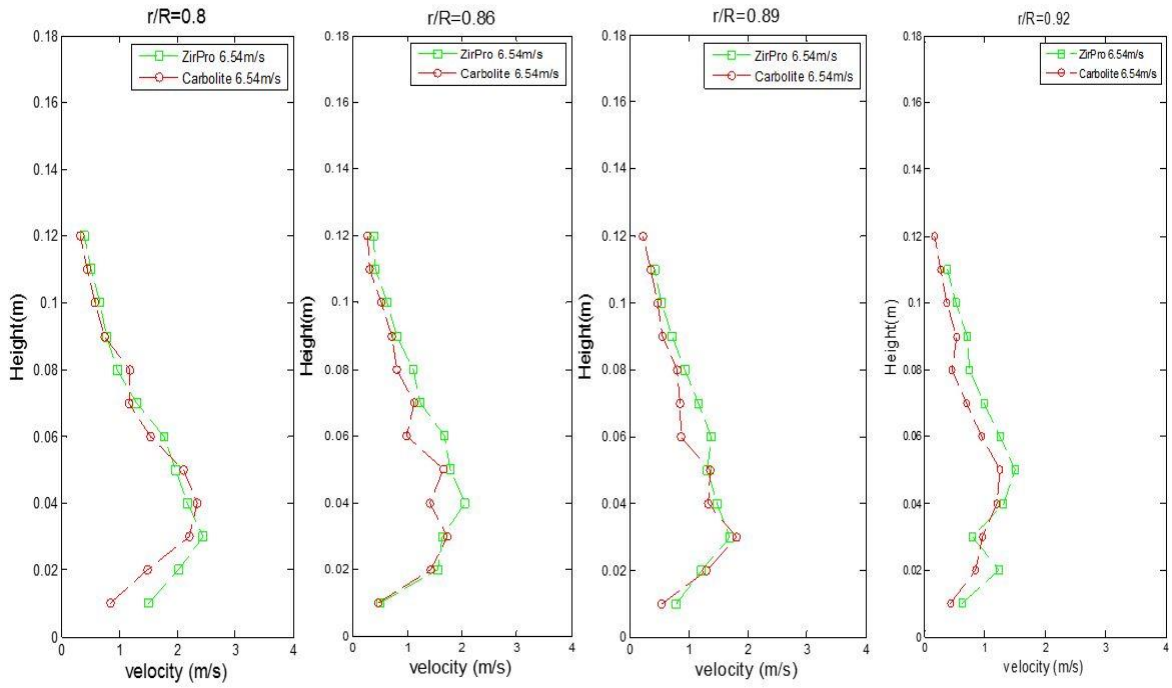 r/R=0.8
ZirPro 6.54m/s
Carbolite 6.54m/s
0.18
0.16
0.14
0.12
0.1
0.08
0.06
0.04
0.02
0
Height(m)
0 1 2 3 4
velocity (m/s)
r/R=0.86
ZirPro 6.54m/s
Carbolite 6.54m/s
0.18
0.16
0.14
0.12
0.1
0.08
0.06
0.04
0.02
0
Height(m)
0 1 2 3 4
velocity (m/s)
r/R=0.89
ZirPro 6.54m/s
Carbolite 6.54m/s
0.18
0.16
0.14
0.12
0.1
0.08
0.06
0.04
0.02
0
Height(m)
0 1 2 3 4
velocity (m/s)
r/R=0.92
ZirPro 6.54m/s
Carbolite 6.54m/s
0.18
0.16
0.14
0.12
0.1
0.08
0.06
0.04
0.02
0
Height(m)
0 1 2 3 4
velocity (m/s)